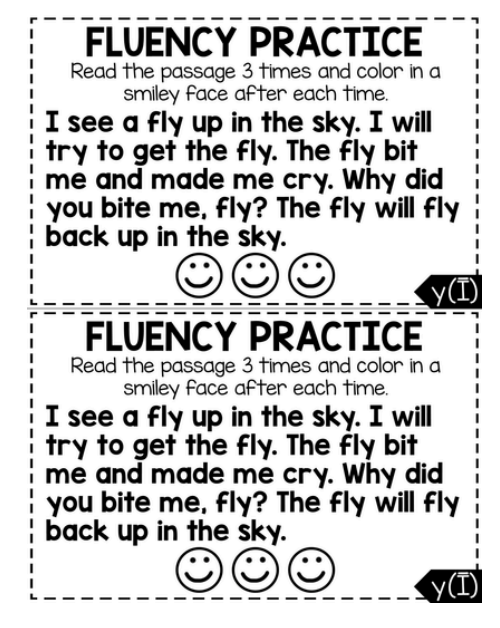 FLUENCY PRACTICE
Read the passage 3 times and color in a
smiley face after each time.
I see a fly up in the sky. I will
try to get the fly. The fly bit
me and made me cry. Why did
you bite me, fly? The fly will fly
back up in the sky.
y(Ī)
FLUENCY PRACTICE
Read the passage 3 times and color in a
smiley face after each time.
I see a fly up in the sky. I will
try to get the fly. The fly bit
me and made me cry. Why did
you bite me, fly? The fly will fly
back up in the sky.
y(Ī)